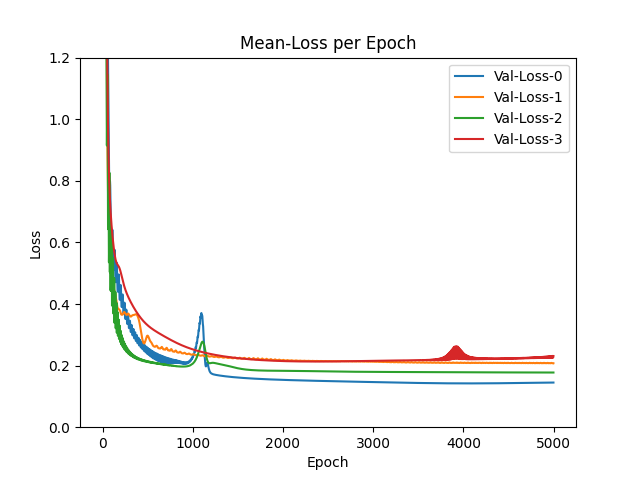 Mean-Loss per Epoch
Loss
1.2
1.0
0.8
0.6
0.4
0.2
0.0
Val-Loss-0
Val-Loss-1
Val-Loss-2
Val-Loss-3
0 1000 2000 3000 4000 5000
Epoch